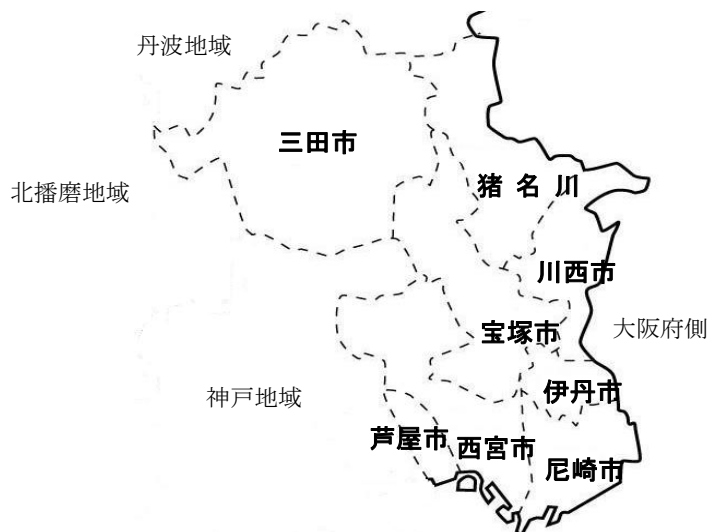 丹波地域
三田市
猪名川
北播磨地域
川西市
大阪府側
宝塚市
伊丹市
神戸地域
芦屋市
西宮市
尼崎市